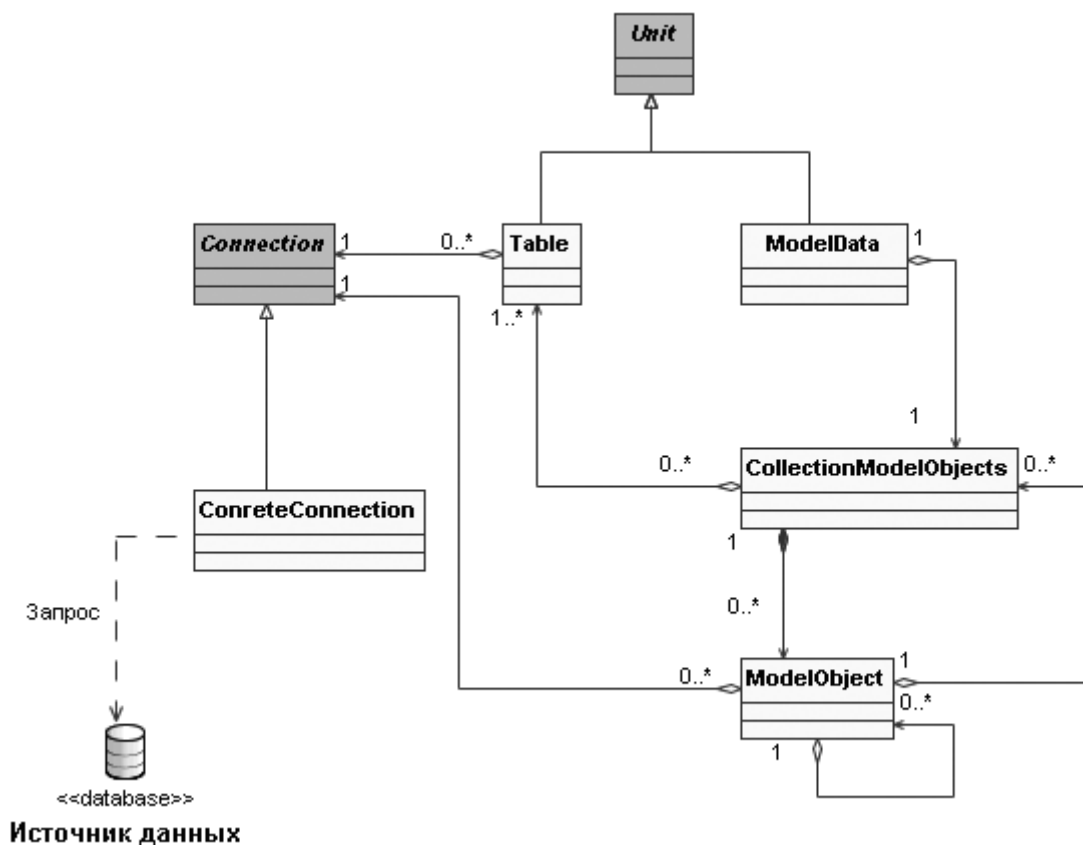 Unit
Connection
1
0..*
Table
ModelData
1
1
1..*
1
0..*
CollectionModelObjects
0..*
ConreteConnection
1
Запрос
0..*
0..*
ModelObject
1
0..*
1
<<database>>
Источник данных